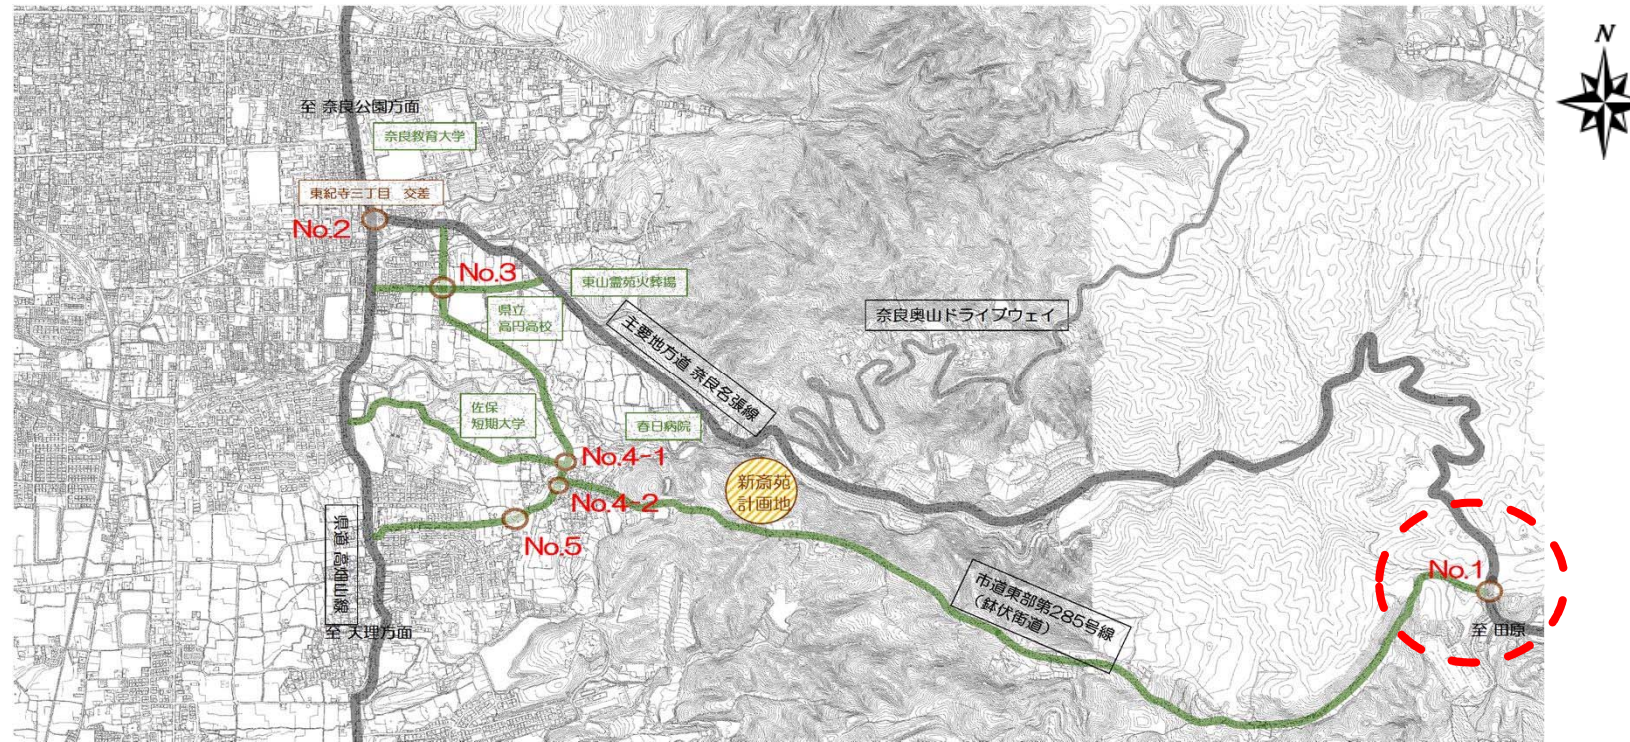 N
至 奈良公園方面
奈良教育大学
東紀寺三丁目 交差
No.2
No.3
東山霊苑火葬場
県立
高円高校
奈良奥山ドライブウェイ
主要地方道 奈良名張線
佐保
短期大学
春日病院
No.4-1
新斎苑
計画地
No.4-2
No.5
県道 高畑山線
至 天理方面
市道東部第285号線
（鉢伏街道）
No.1
至 田原